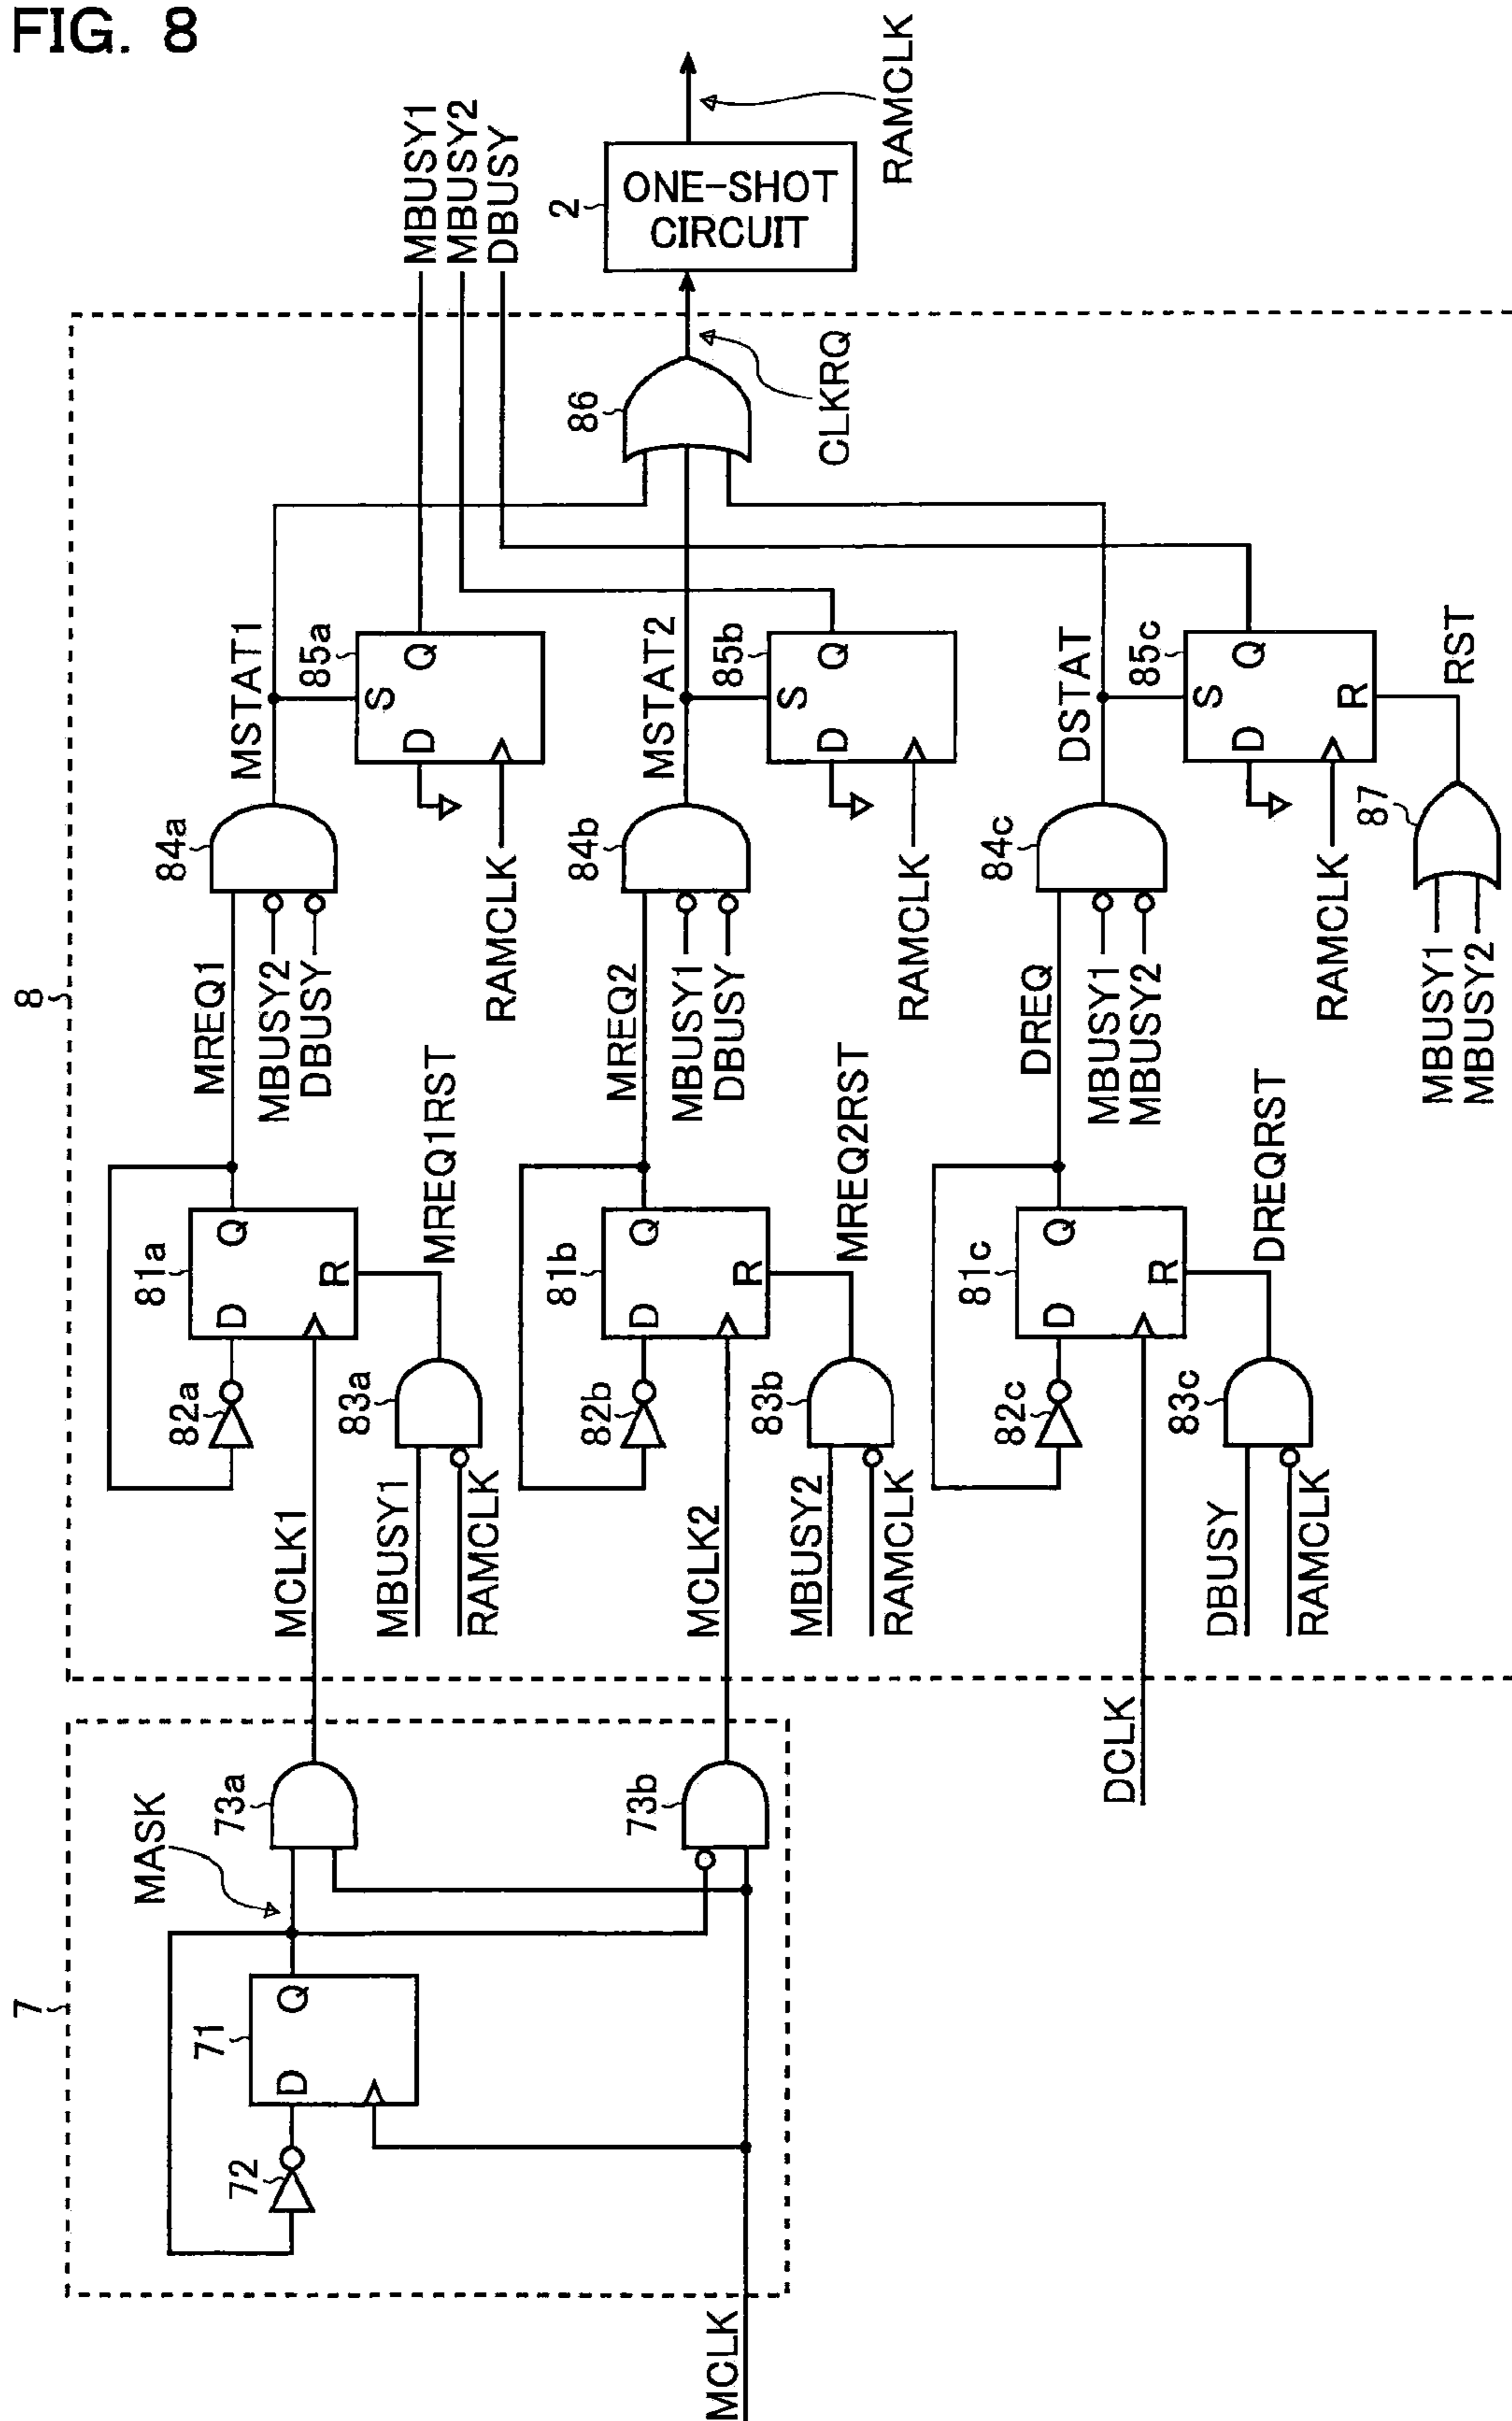 FIG. 8
7
MCLK
72
D
71
Q
MASK
73a
73b
DCLK
8
MCLK1
82a
D
81a
Q
R
MBUSY1
RAMCLK
83a
MREQ1RST
MREQ1
MBUSY2
DBUSY
84a
MSTAT1
RAMCLK
D
S
Q
85a
MCLK2
82b
D
81b
Q
R
MBUSY2
RAMCLK
83b
MREQ2RST
MREQ2
MBUSY1
DBUSY
84b
MSTAT2
RAMCLK
D
S
Q
85b
82c
D
81c
Q
R
DBUSY
RAMCLK
83c
DREQRST
DREQ
MBUSY1
MBUSY2
84c
DSTAT
RAMCLK
D
S
Q
R
85c
MBUSY1
MBUSY2
87
RST
86
CLKRQ
MBUSY1
MBUSY2
DBUSY
2
ONE-SHOT
CIRCUIT
RAMCLK